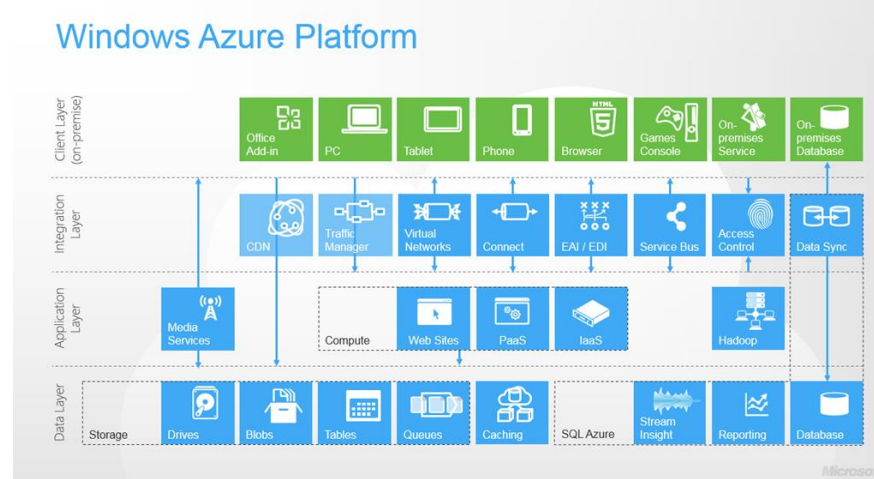 Windows Azure Platform
Client Layer
(on-premise)
Office
Add-in
PC
Tablet
Phone
HTML
5
Browser
Games
Console
On-
premises
Service
On-
premises
Database
Integration
Layer
CDN
Traffic
Manager
Virtual
Networks
Connect
EAI / EDI
Service Bus
Access
Control
Data Sync
Application
Layer
Media
Services
Compute
Web Sites
PaaS
IaaS
Hadoop
Data Layer
Storage
Drives
Blobs
Tables
Queues
Caching
SQL Azure
Stream
Insight
Reporting
Database
Microso